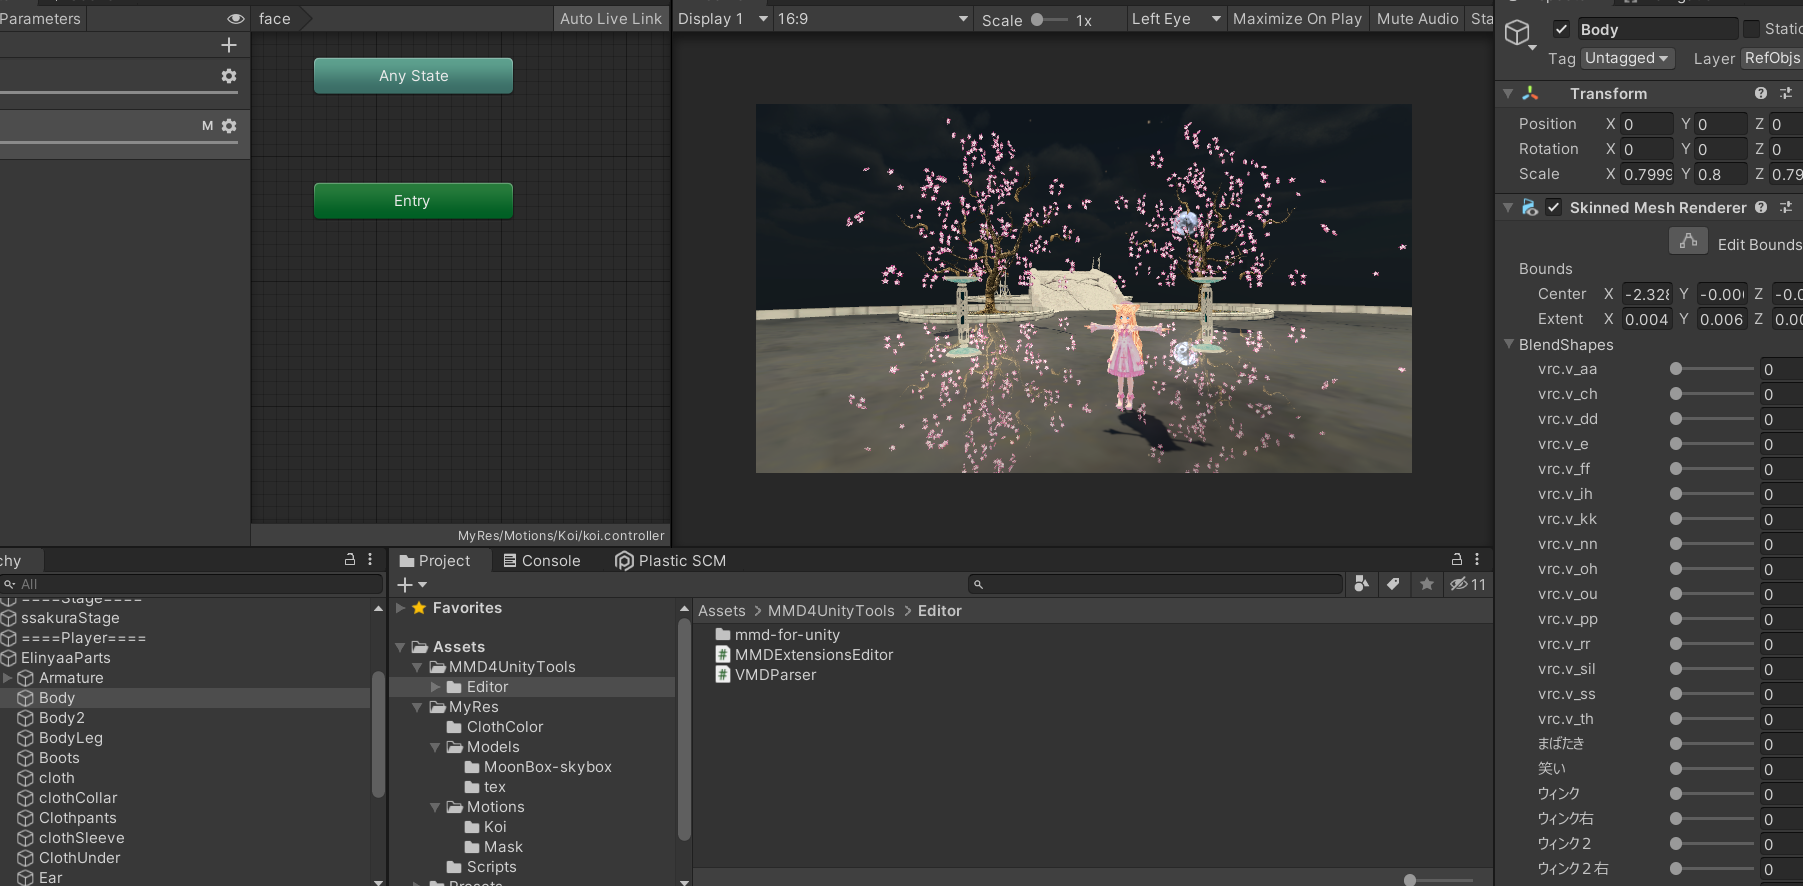 Parameters
face
Auto Live Link
Any State
M
Entry
MyRes/Motions/Koi/koi.controller
Display 1
16:9
Scale
1x
Left Eye
Maximize On Play
Mute Audio
Body
Tag
Untagged
Layer
RefObjs
Transform
Position X 0 Y 0 Z 0
Rotation X 0 Y 0 Z 0
Scale X 0.7999 Y 0.8 Z 0.79
Skinned Mesh Renderer
Edit Bounds
Bounds
Center X -2.328 Y -0.00 Z -0.0
Extent X 0.004 Y 0.006 Z 0.00
BlendShapes
vrc.v_aa 0
vrc.v_ch 0
vrc.v_dd 0
vrc.v_e 0
vrc.v_ff 0
vrc.v_ih 0
vrc.v_kk 0
vrc.v_nn 0
vrc.v_oh 0
vrc.v_ou 0
vrc.v_pp 0
vrc.v_rr 0
vrc.v_sil 0
vrc.v_ss 0
vrc.v_th 0
まばたき 0
笑い 0
ウィンク 0
ウィンク右 0
ウィンク２ 0
ウィンク２右 0
chy
All
====Stage====
ssakuraStage
====Player====
ElinyaaParts
Armature
Body
Body2
BodyLeg
Boots
cloth
clothCollar
Clothpants
clothSleeve
ClothUnder
Ear
Project
Console
Plastic SCM
11
Favorites
Assets
MMD4UnityTools
Editor
MyRes
ClothColor
Models
MoonBox-skybox
tex
Motions
Koi
Mask
Scripts
Presets
Assets > MMD4UnityTools > Editor
mmd-for-unity
MMDExtensionsEditor
VMDParser